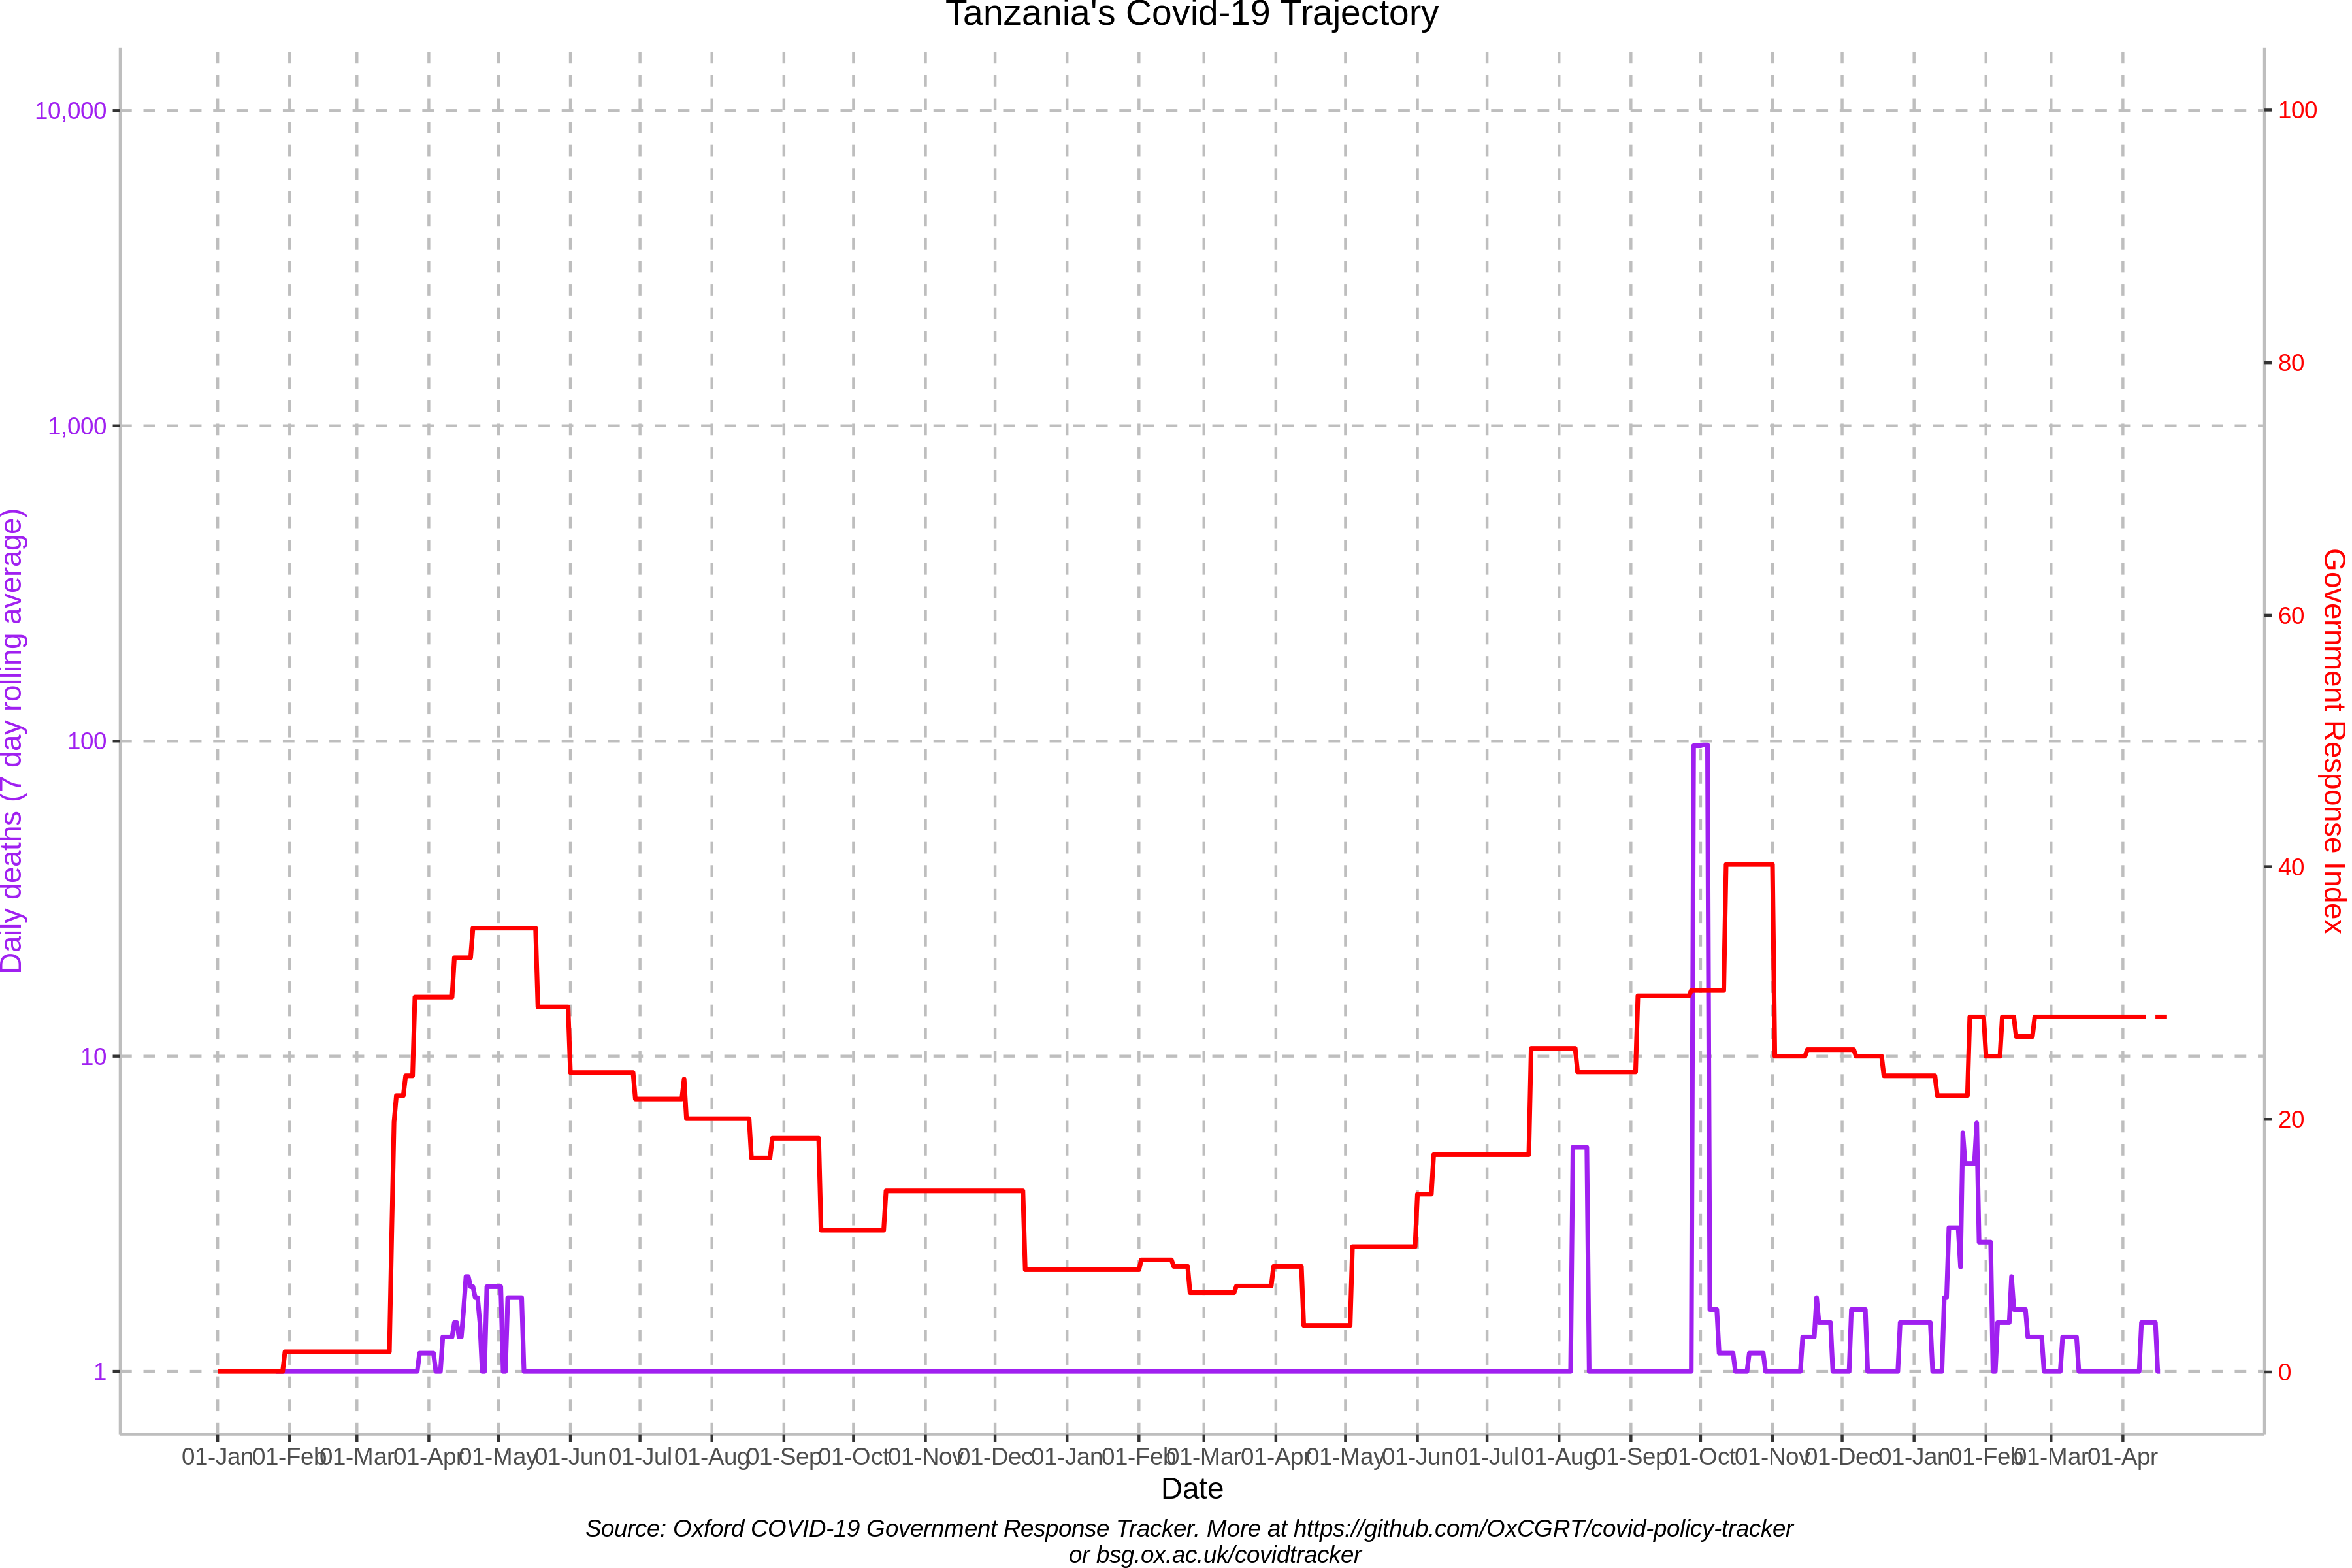 Tanzania's Covid-19 Trajectory
10,000
1,000
100
10
1
Daily deaths (7 day rolling average)
100
80
60
40
20
0
Government Response Index
01-Jan 01-Feb 01-Mar 01-Apr 01-May 01-Jun 01-Jul 01-Aug 01-Sep 01-Oct 01-Nov 01-Dec 01-Jan 01-Feb 01-Mar 01-Apr 01-May 01-Jun 01-Jul 01-Aug 01-Sep 01-Oct 01-Nov 01-Dec 01-Jan 01-Feb 01-Mar 01-Apr
Date
Source: Oxford COVID-19 Government Response Tracker. More at https://github.com/OxCGRT/covid-policy-tracker
or bsg.ox.ac.uk/covidtracker